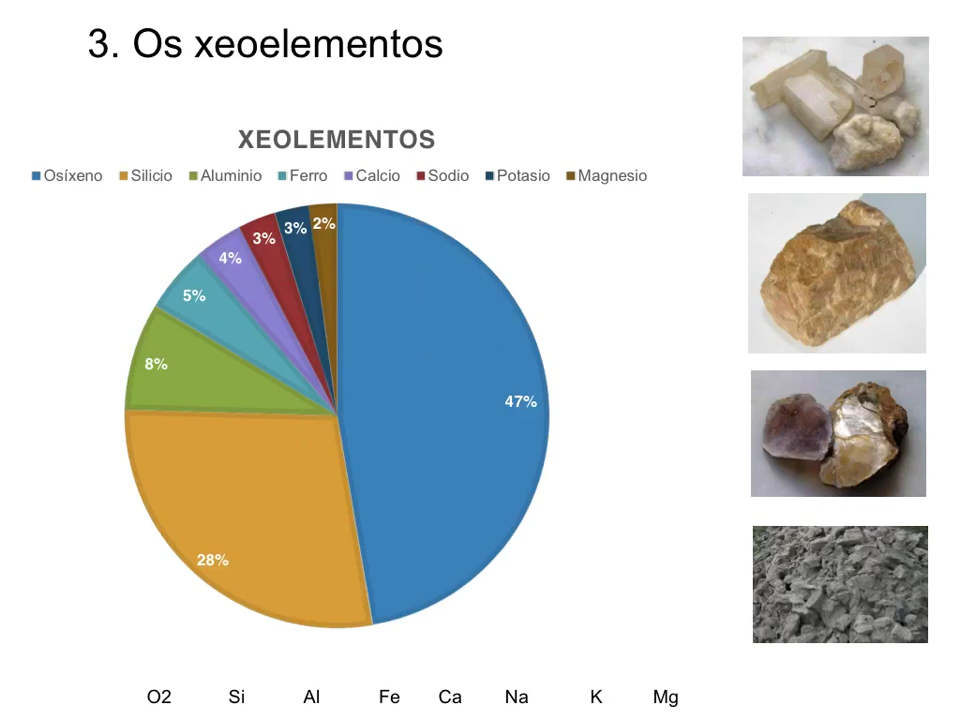 3. Os xeoelementos
XEOLEMENTOS
Osíxeno Silicio Aluminio Ferro Calcio Sodio Potasio Magnesio
2%
3%
3%
4%
5%
8%
47%
28%
O2 Si Al Fe Ca Na K Mg